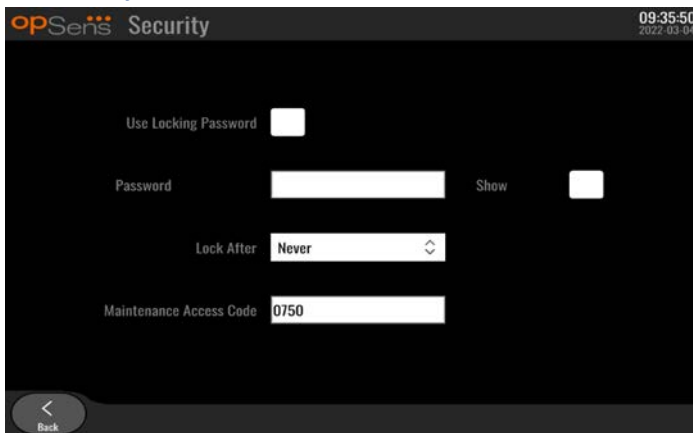 opSens Security 09:35:50
2022-03-04
Use Locking Password
Password Show
Lock After Never
Maintenance Access Code 0750
Back